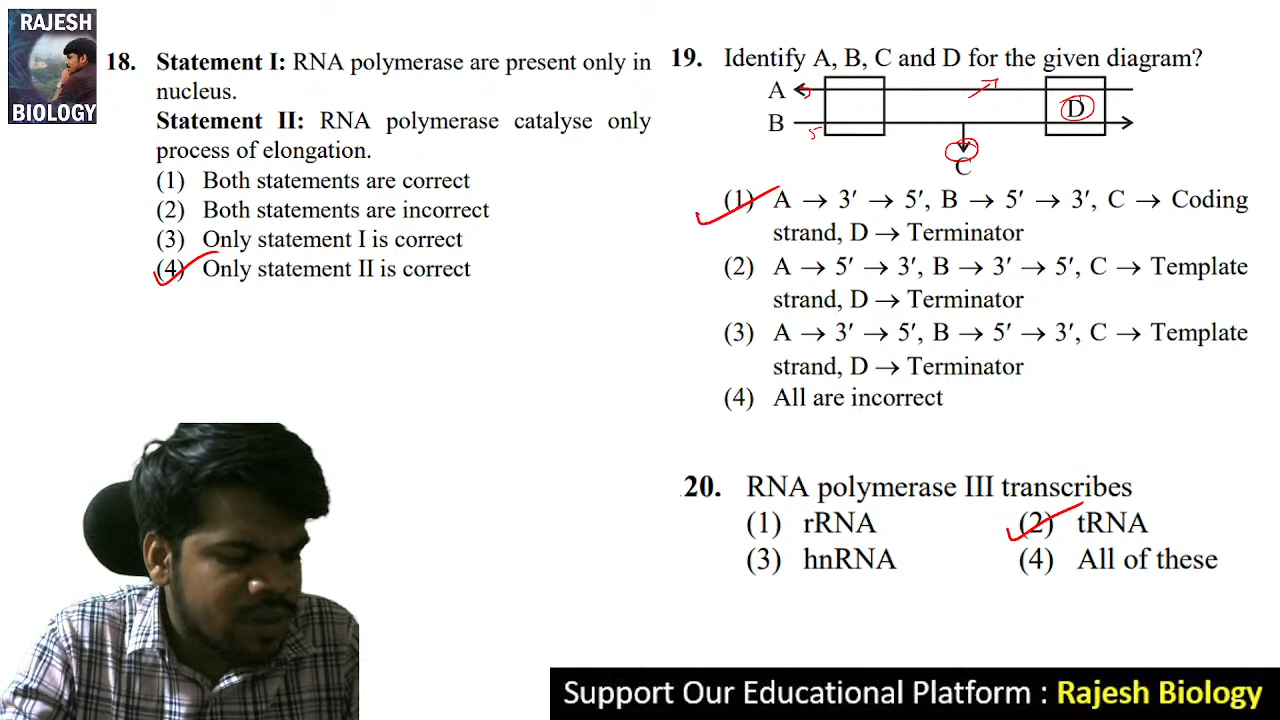 RAJESH
BIOLOGY
18. Statement I: RNA polymerase are present only in
nucleus.
Statement II: RNA polymerase catalyse only
process of elongation.
(1) Both statements are correct
(2) Both statements are incorrect
(3) Only statement I is correct
(4) Only statement II is correct
19. Identify A, B, C and D for the given diagram?
A
D
B
C
(1) A → 3′ → 5′, B → 5′ → 3′, C → Coding
strand, D → Terminator
(2) A → 5′ → 3′, B → 3′ → 5′, C → Template
strand, D → Terminator
(3) A → 3′ → 5′, B → 5′ → 3′, C → Template
strand, D → Terminator
(4) All are incorrect
20. RNA polymerase III transcribes
(1) rRNA (2) tRNA
(3) hnRNA (4) All of these
Support Our Educational Platform : Rajesh Biology